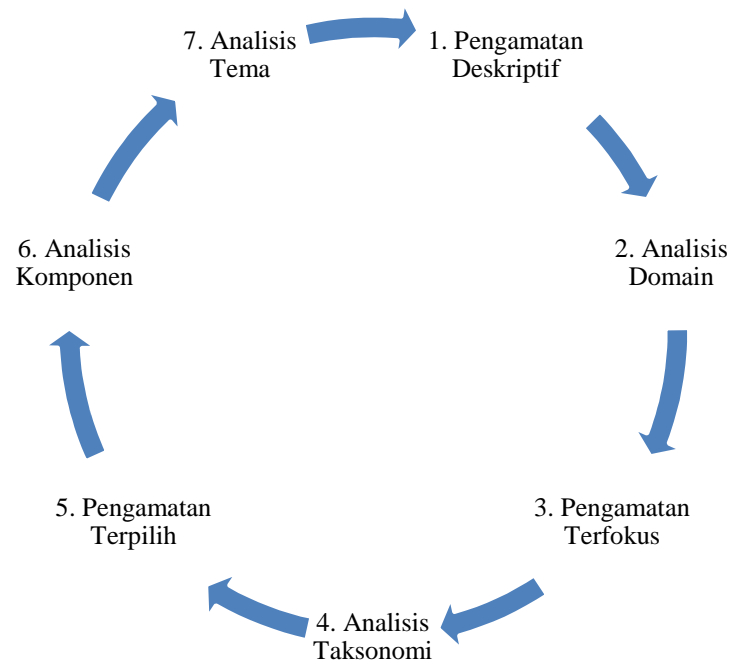 1. Pengamatan
Deskriptif
2. Analisis
Domain
3. Pengamatan
Terfokus
4. Analisis
Taksonomi
5. Pengamatan
Terpilih
6. Analisis
Komponen
7. Analisis
Tema